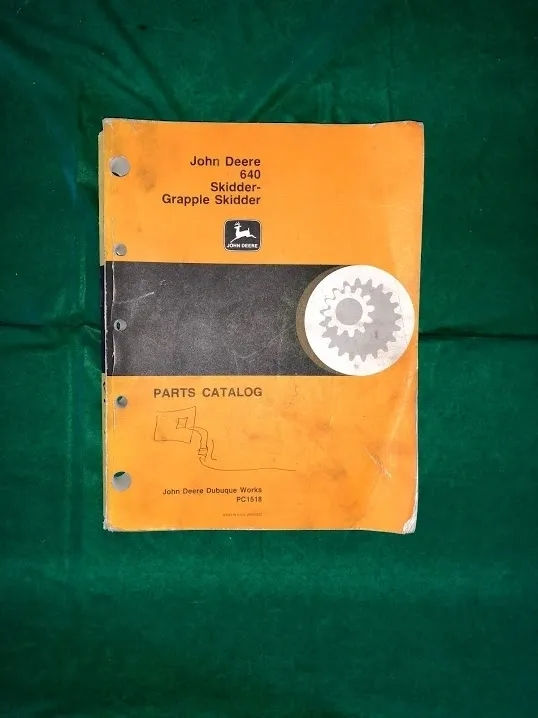 John Deere
640
Skidder-
Grapple Skidder
JOHN DEERE
PARTS CATALOG
John Deere Dubuque Works
PC1518